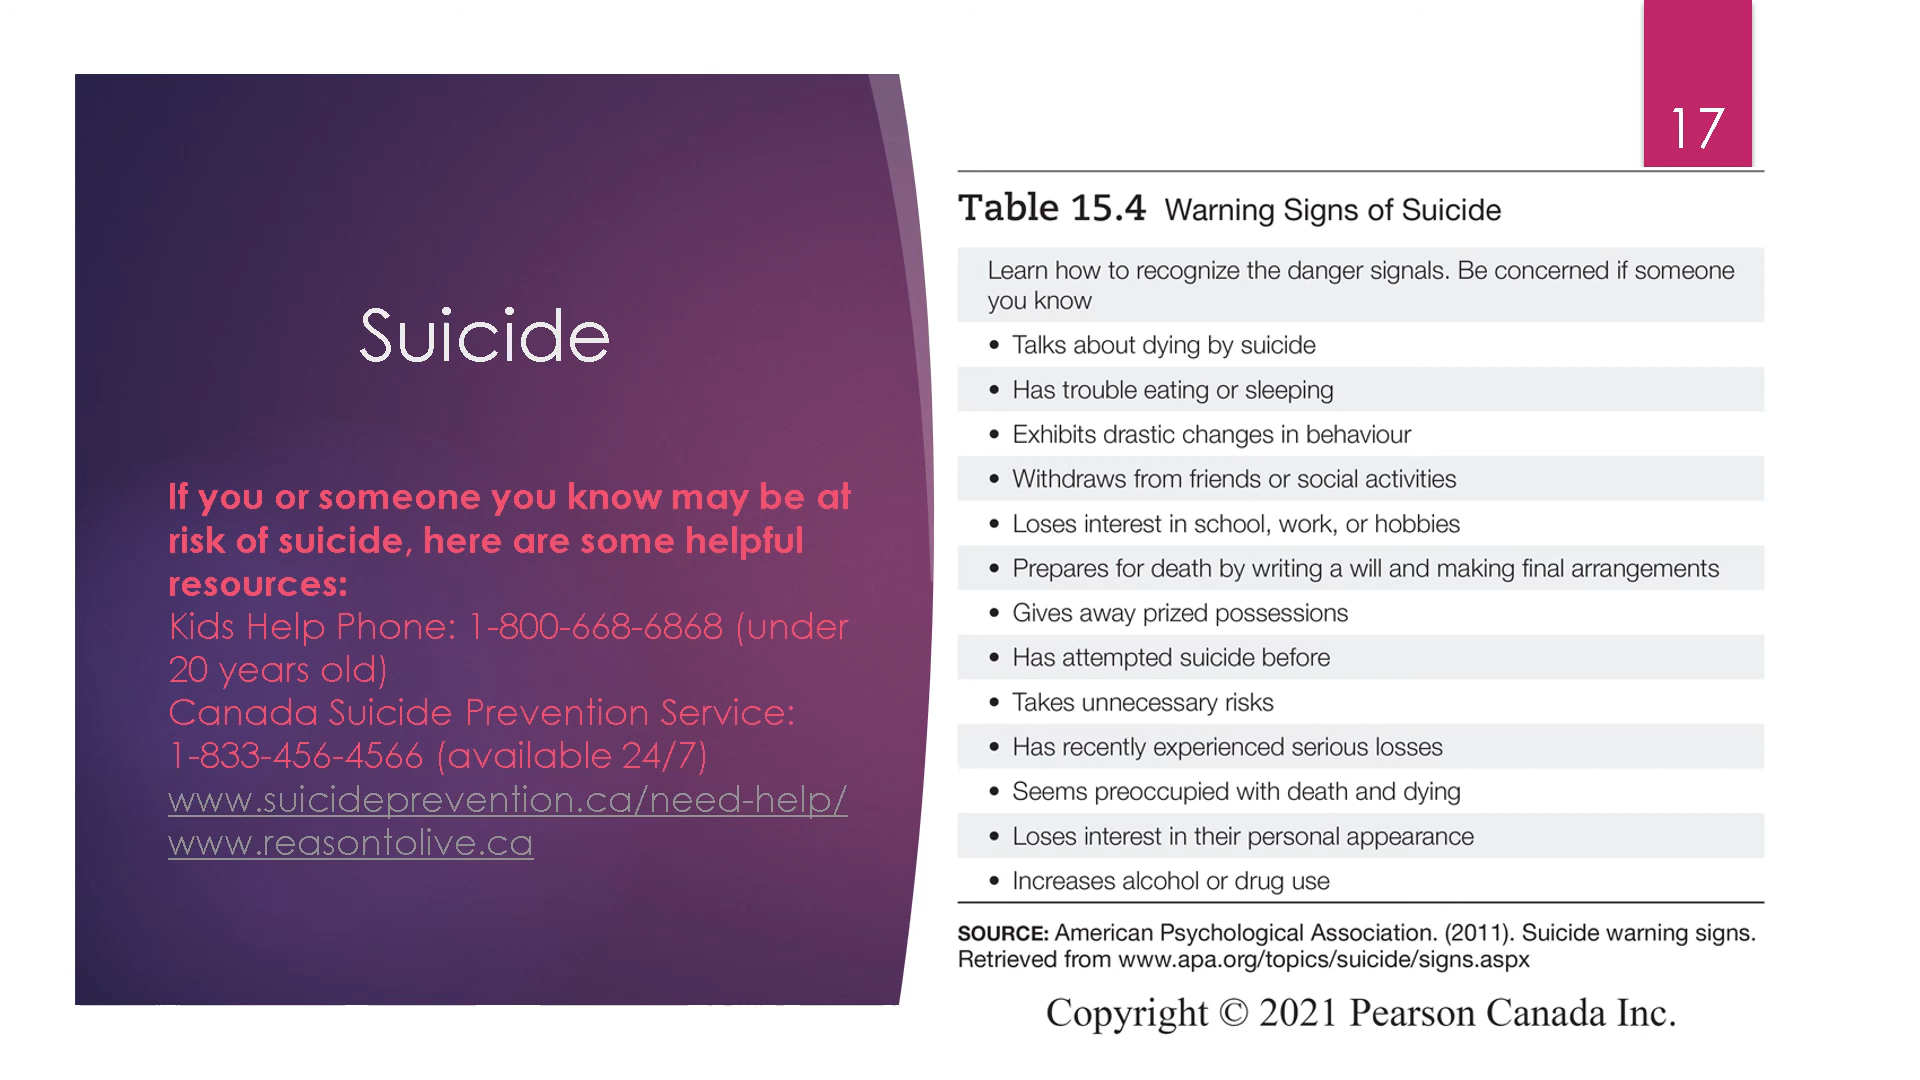 17
Suicide
If you or someone you know may be at
risk of suicide, here are some helpful
resources:
Kids Help Phone: 1-800-668-6868 (under
20 years old)
Canada Suicide Prevention Service:
1-833-456-4566 (available 24/7)
www.suicideprevention.ca/need-help/
www.reasontolive.ca
Table 15.4 Warning Signs of Suicide
Learn how to recognize the danger signals. Be concerned if someone
you know
• Talks about dying by suicide
• Has trouble eating or sleeping
• Exhibits drastic changes in behaviour
• Withdraws from friends or social activities
• Loses interest in school, work, or hobbies
• Prepares for death by writing a will and making final arrangements
• Gives away prized possessions
• Has attempted suicide before
• Takes unnecessary risks
• Has recently experienced serious losses
• Seems preoccupied with death and dying
• Loses interest in their personal appearance
• Increases alcohol or drug use
SOURCE: American Psychological Association. (2011). Suicide warning signs.
Retrieved from www.apa.org/topics/suicide/signs.aspx
Copyright © 2021 Pearson Canada Inc.